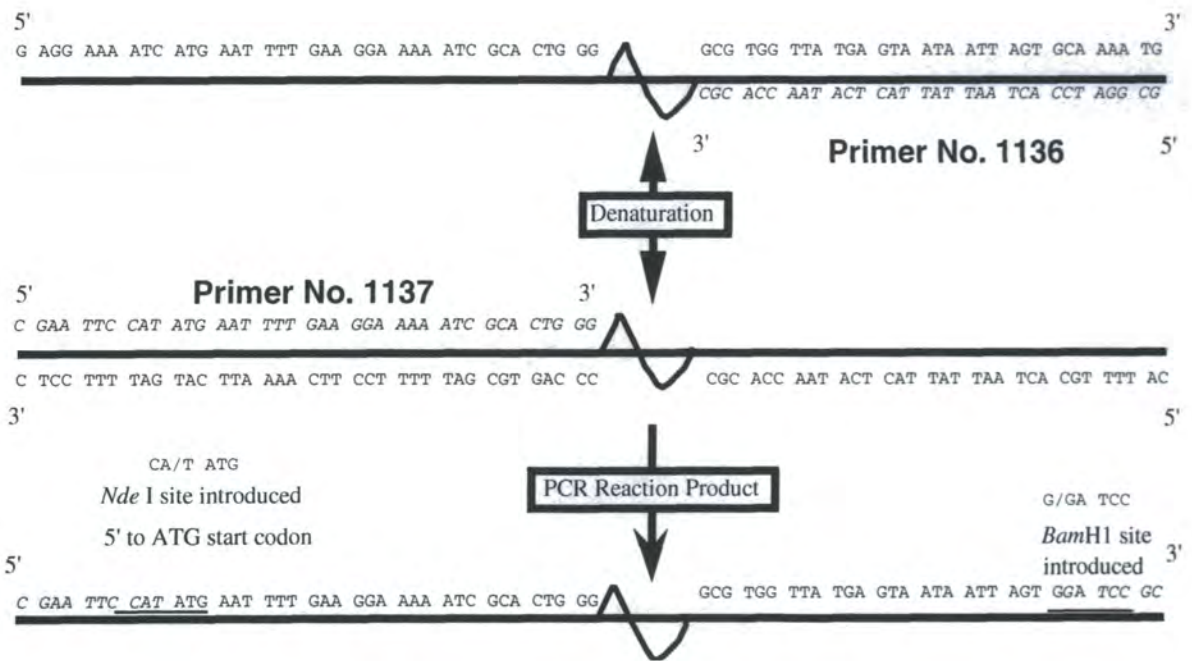 5' 3'
G AGG AAA ATC ATG AAT TTT GAA GGA AAA ATC GCA CTG GG GCG TGG TTA TGA GTA ATA ATT AGT GCA AAA TG
CGC ACC AAT ACT CAT TAT TAA TCA CCT AGG CG
3' Primer No. 1136 5'
Denaturation
5' Primer No. 1137 3'
C GAA TTC CAT ATG AAT TTT GAA GGA AAA ATC GCA CTG GG
C TCC TTT TAG TAC TTA AAA CTT CCT TTT TAG CGT GAC CC CGC ACC AAT ACT CAT TAT TAA TCA CGT TTT AC
3' 5'
CA/T ATG
Nde I site introduced
5' to ATG start codon
PCR Reaction Product
G/GA TCC
BamH1 site
introduced
5' 3'
C GAA TTC CAT ATG AAT TTT GAA GGA AAA ATC GCA CTG GG GCG TGG TTA TGA GTA ATA ATT AGT GGA TCC GC